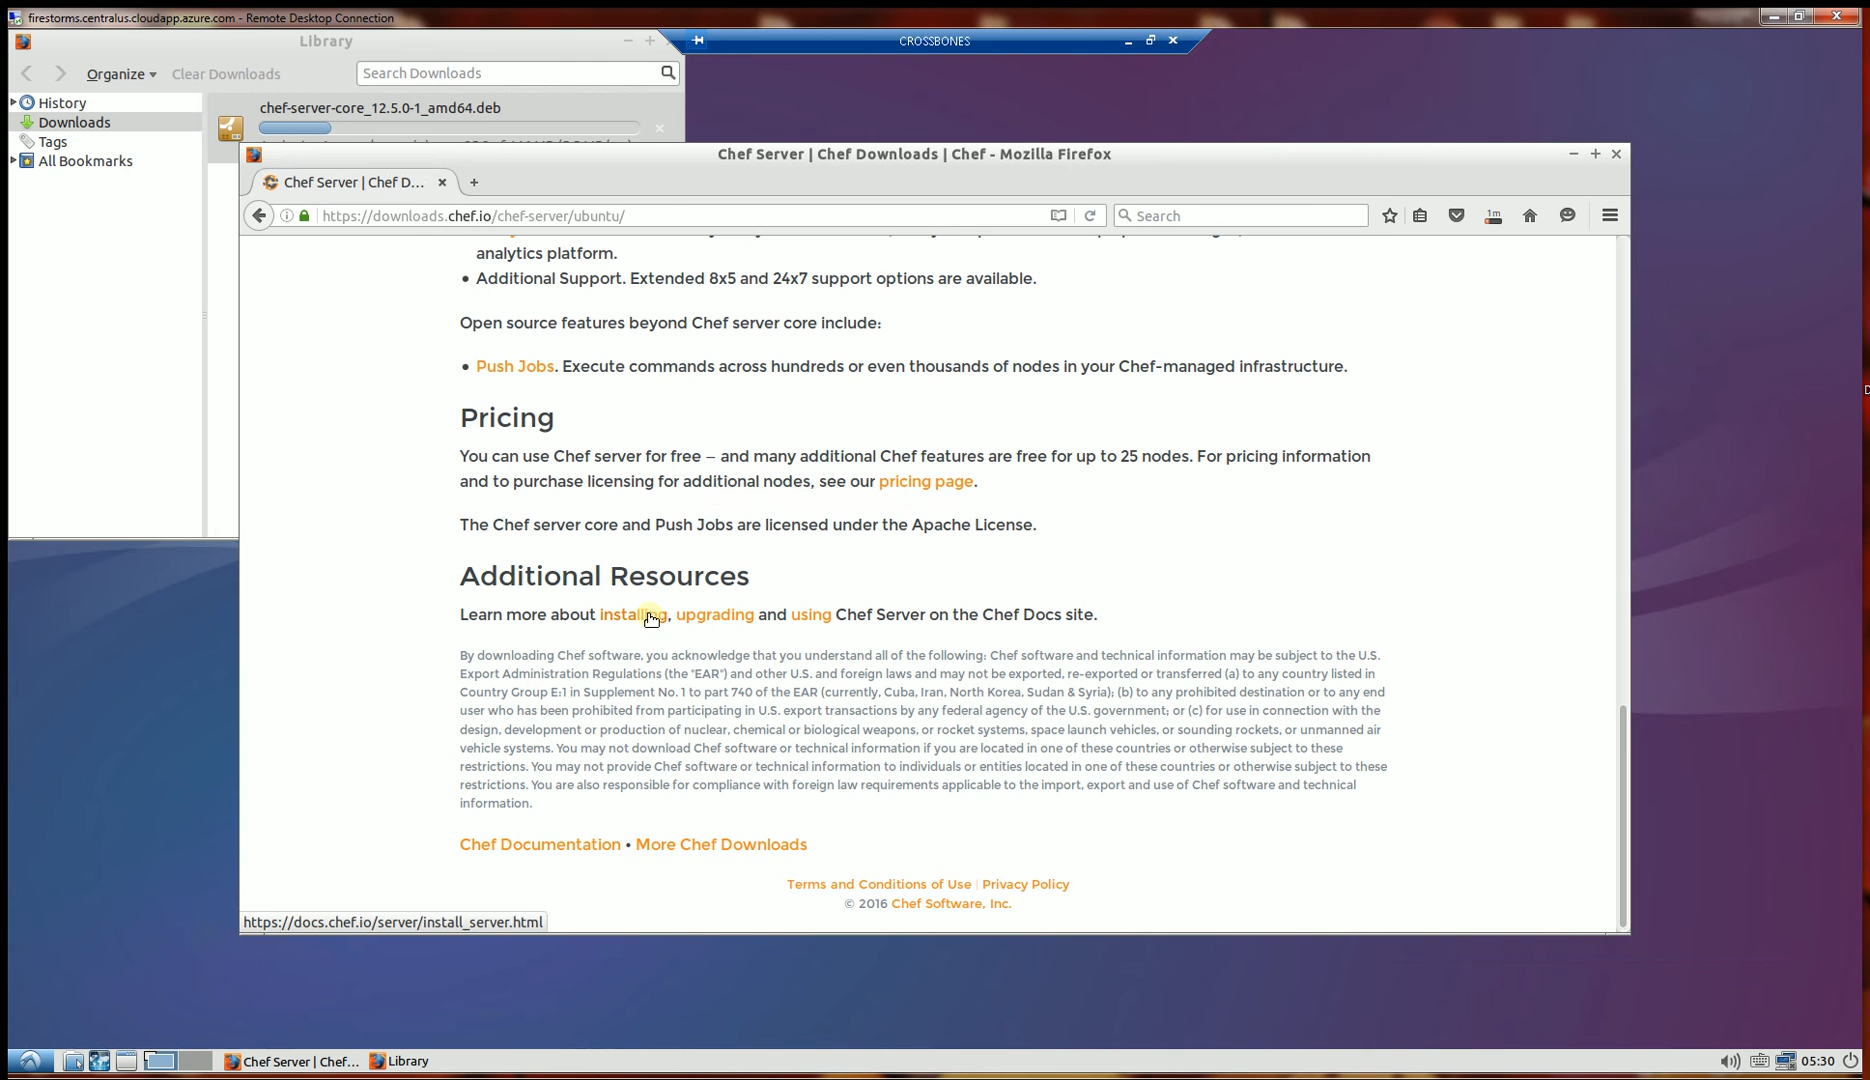 firestorms.centralus.cloudapp.azure.com - Remote Desktop Connection
Library
CROSSBONES
Organize
Clear Downloads
Search Downloads
History
Downloads
Tags
All Bookmarks
chef-server-core_12.5.0-1_amd64.deb
Chef Server | Chef Downloads | Chef - Mozilla Firefox
Chef Server | Chef D...
https://downloads.chef.io/chef-server/ubuntu/
Search
1m
analytics platform.
• Additional Support. Extended 8x5 and 24x7 support options are available.
Open source features beyond Chef server core include:
• Push Jobs. Execute commands across hundreds or even thousands of nodes in your Chef-managed infrastructure.
Pricing
You can use Chef server for free – and many additional Chef features are free for up to 25 nodes. For pricing information
and to purchase licensing for additional nodes, see our pricing page.
The Chef server core and Push Jobs are licensed under the Apache License.
Additional Resources
Learn more about installing, upgrading and using Chef Server on the Chef Docs site.
By downloading Chef software, you acknowledge that you understand all of the following: Chef software and technical information may be subject to the U.S.
Export Administration Regulations (the "EAR") and other U.S. and foreign laws and may not be exported, re-exported or transferred (a) to any country listed in
Country Group E:1 in Supplement No. 1 to part 740 of the EAR (currently, Cuba, Iran, North Korea, Sudan & Syria); (b) to any prohibited destination or to any end
user who has been prohibited from participating in U.S. export transactions by any federal agency of the U.S. government; or (c) for use in connection with the
design, development or production of nuclear, chemical or biological weapons, or rocket systems, space launch vehicles, or sounding rockets, or unmanned air
vehicle systems. You may not download Chef software or technical information if you are located in one of these countries or otherwise subject to these
restrictions. You may not provide Chef software or technical information to individuals or entities located in one of these countries or otherwise subject to these
restrictions. You are also responsible for compliance with foreign law requirements applicable to the import, export and use of Chef software and technical
information.
Chef Documentation • More Chef Downloads
Terms and Conditions of Use | Privacy Policy
© 2016 Chef Software, Inc.
https://docs.chef.io/server/install_server.html
Chef Server | Chef...
Library
05:30